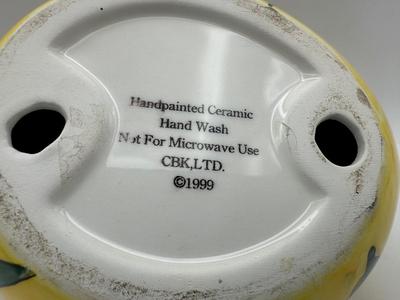 Handpainted Ceramic
Hand Wash
Not For Microwave Use
CBK,LTD.
©1999